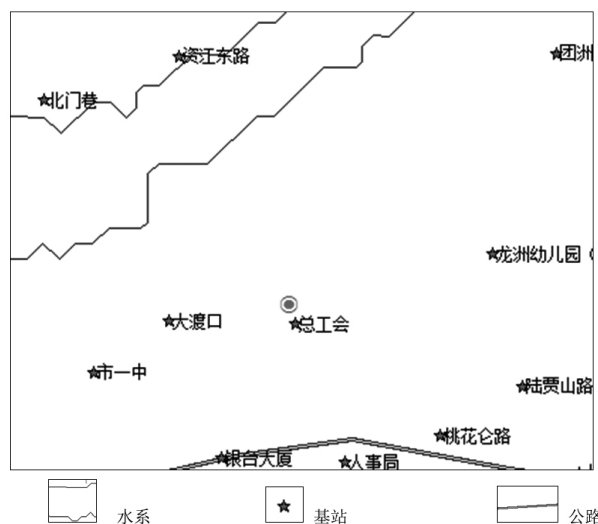 资江东路
团洲
北门巷
龙洲幼儿园（
大渡口
总工会
市一中
陆贾山路
桃花仑路
银台大厦
人事局
水系
基站
公路